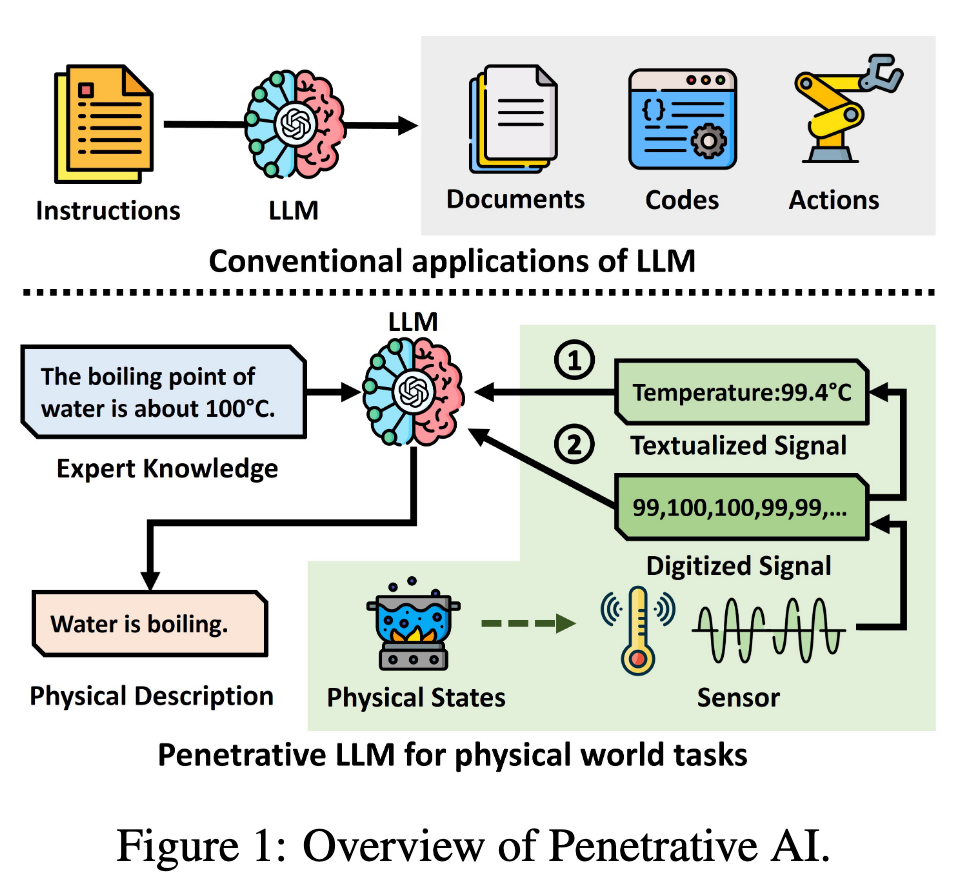 Instructions
LLM
Documents
Codes
Actions
Conventional applications of LLM
LLM
The boiling point of
water is about 100°C.
Expert Knowledge
1
Temperature:99.4°C
Textualized Signal
2
99,100,100,99,99,...
Digitized Signal
Water is boiling.
Physical Description
Physical States
Sensor
Penetrative LLM for physical world tasks
Figure 1: Overview of Penetrative AI.